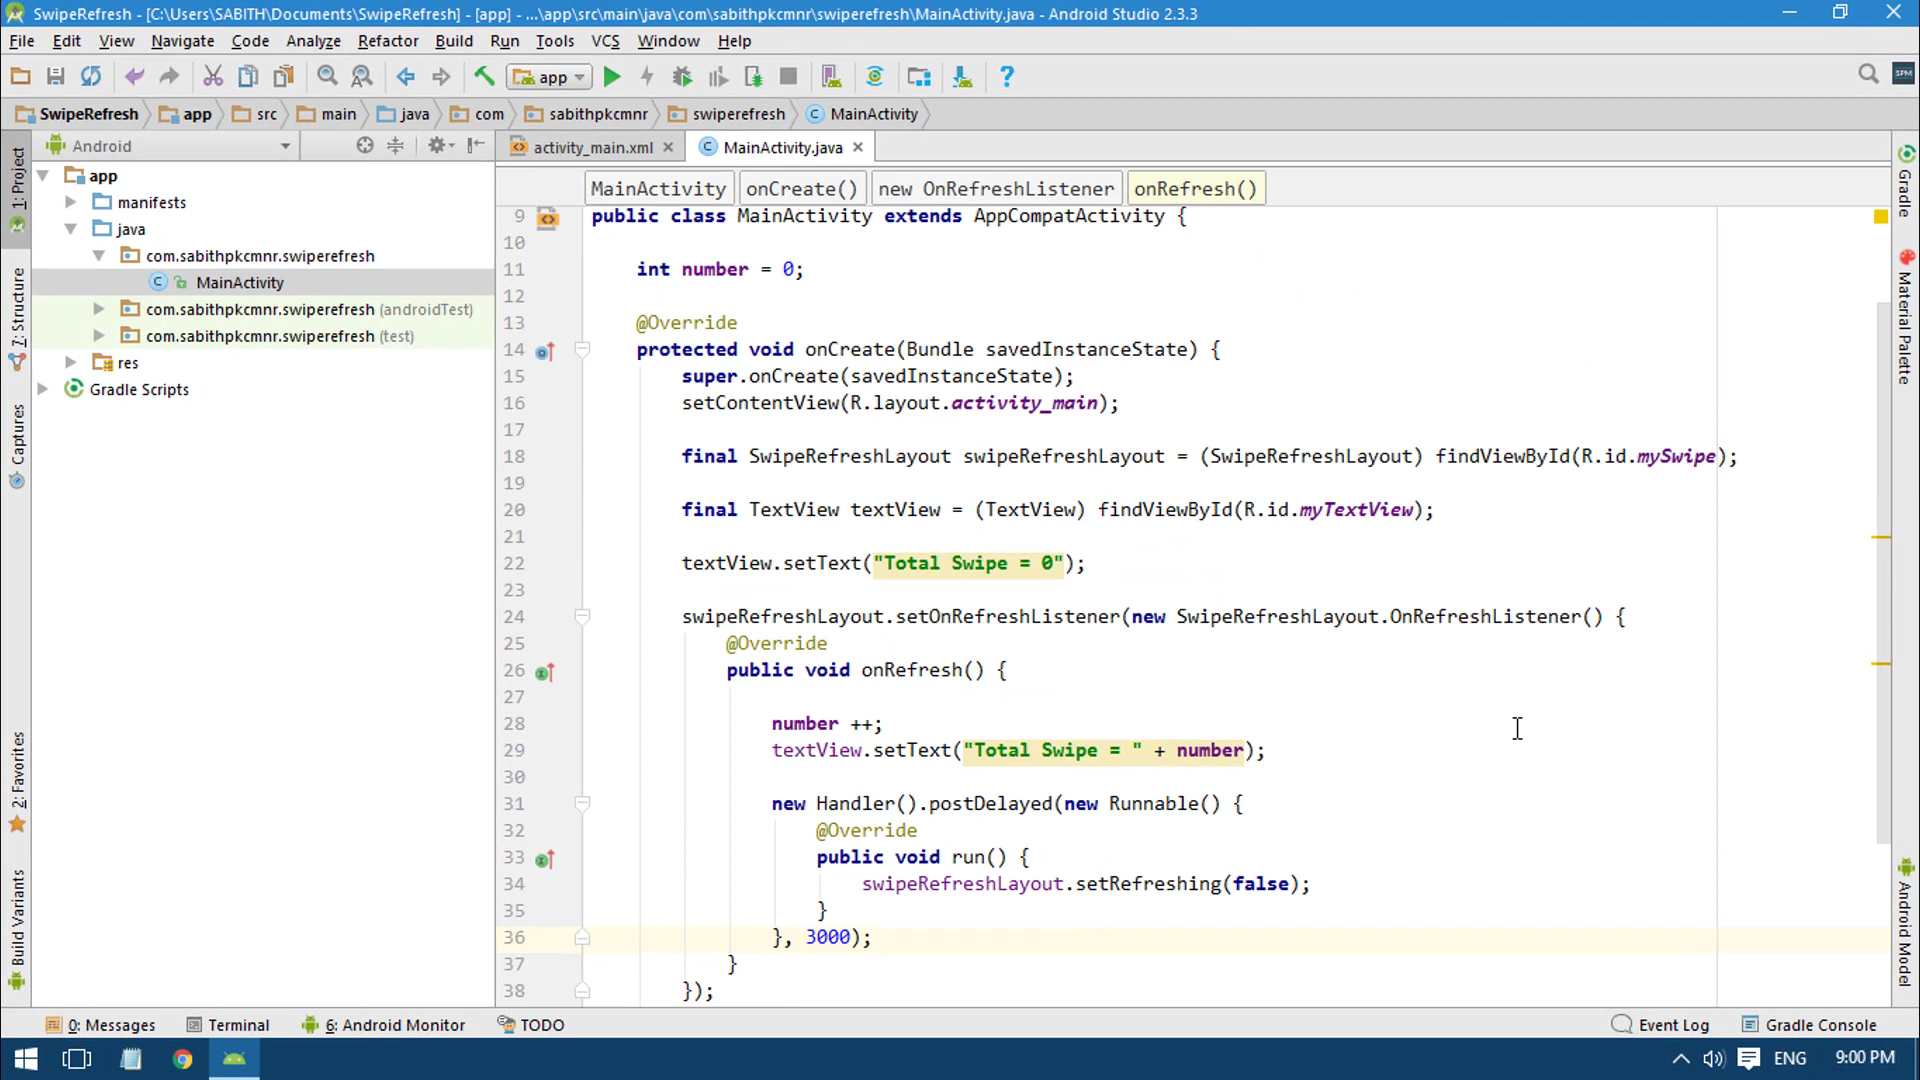 SwipeRefresh - [C:\Users\SABITH\Documents\SwipeRefresh] - [app] - ...\app\src\main\java\com\sabithpkcmnr\swiperefresh\MainActivity.java - Android Studio 2.3.3
File Edit View Navigate Code Analyze Refactor Build Run Tools VCS Window Help
app
SPM
SwipeRefresh app src main java com sabithpkcmnr swiperefresh MainActivity
Android
activity_main.xml MainActivity.java
MainActivity onCreate() new OnRefreshListener onRefresh()
1: Project
7: Structure
Captures
2: Favorites
Build Variants
app
manifests
java
com.sabithpkcmnr.swiperefresh
MainActivity
com.sabithpkcmnr.swiperefresh (androidTest)
com.sabithpkcmnr.swiperefresh (test)
res
Gradle Scripts
9 public class MainActivity extends AppCompatActivity {
10
11 int number = 0;
12
13 @Override
14 protected void onCreate(Bundle savedInstanceState) {
15 super.onCreate(savedInstanceState);
16 setContentView(R.layout.activity_main);
17
18 final SwipeRefreshLayout swipeRefreshLayout = (SwipeRefreshLayout) findViewById(R.id.mySwipe);
19
20 final TextView textView = (TextView) findViewById(R.id.myTextView);
21
22 textView.setText("Total Swipe = 0");
23
24 swipeRefreshLayout.setOnRefreshListener(new SwipeRefreshLayout.OnRefreshListener() {
25 @Override
26 public void onRefresh() {
27
28 number ++;
29 textView.setText("Total Swipe = " + number);
30
31 new Handler().postDelayed(new Runnable() {
32 @Override
33 public void run() {
34 swipeRefreshLayout.setRefreshing(false);
35 }
36 }, 3000);
37 }
38 });
Gradle
Material Palette
Android Model
0: Messages Terminal 6: Android Monitor TODO Event Log Gradle Console
ENG 9:00 PM